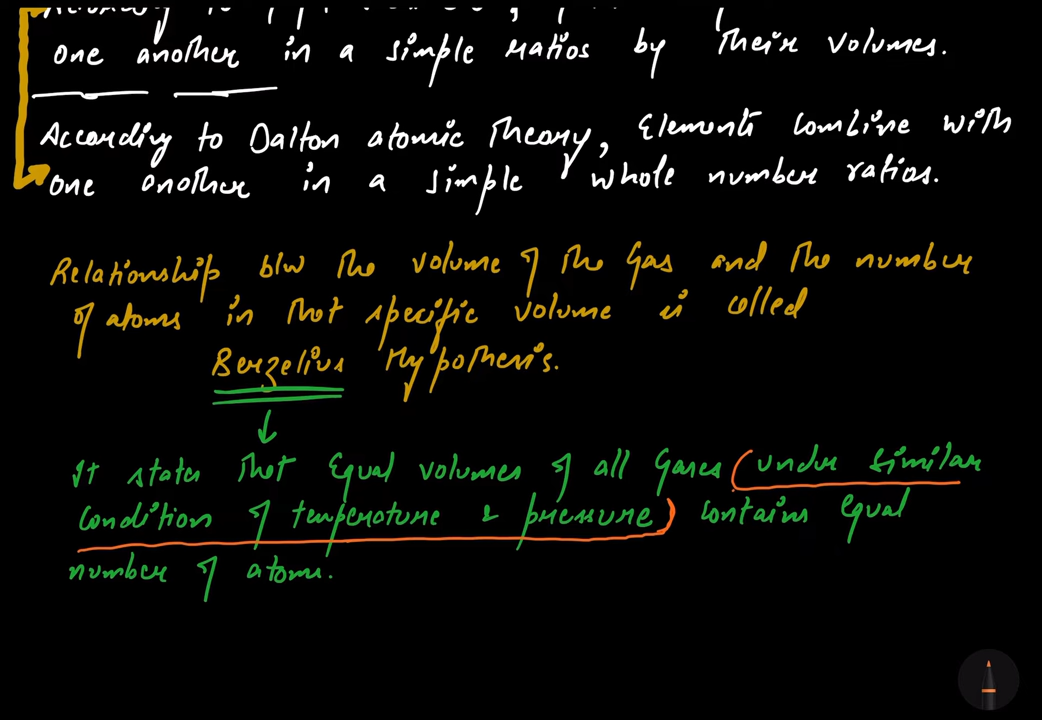 one another in a simple ratios by their volumes.
According to Dalton atomic theory, Elements combine with
one another in a simple whole number ratios.
Relationship b/w the volume of the Gas and the number
of atoms in that specific volume is called
Berzelius Hypothesis.
It states that Equal volumes of all Gases (under similar
condition of temperature & pressure) contains equal
number of atoms.